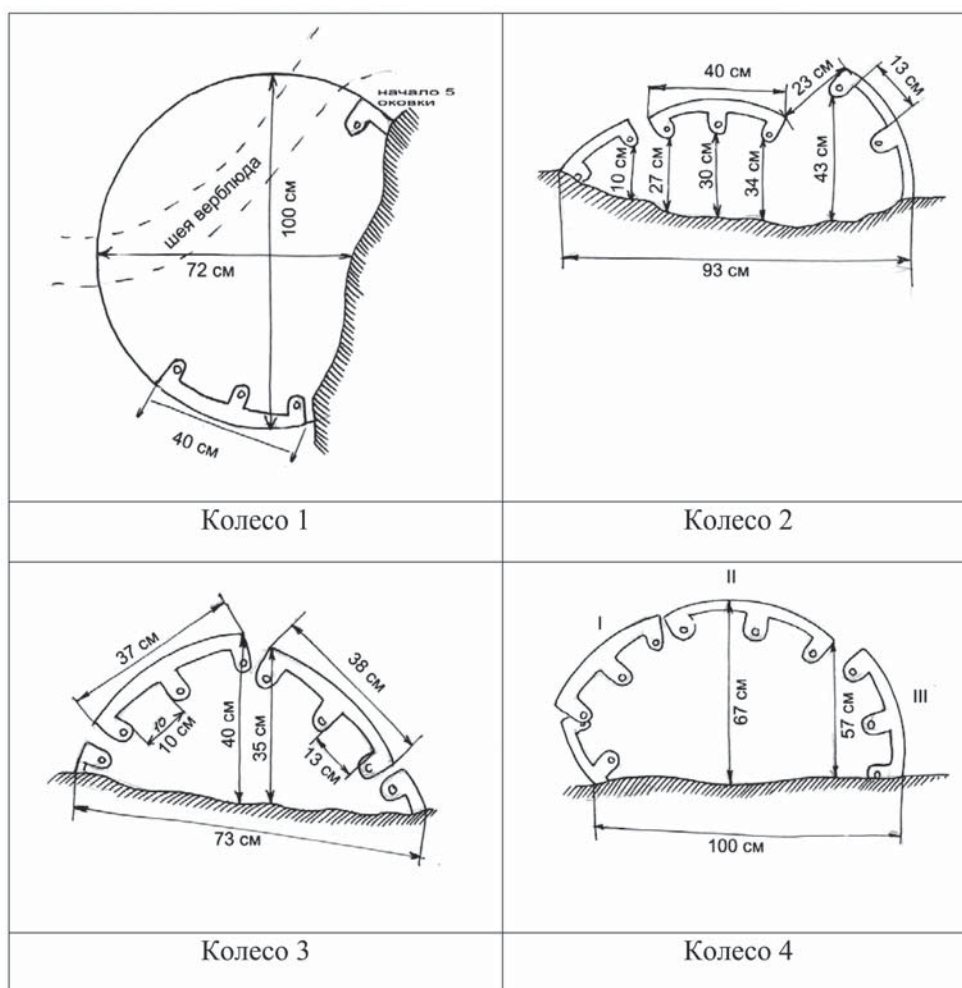 начало 5
оковки
шея верблюда
100 см
72 см
40 см
Колесо 1
40 см
23 см
13 см
10 см
27 см
30 см
34 см
43 см
93 см
Колесо 2
37 см
38 см
10
10 см
40 см
35 см
13 см
73 см
Колесо 3
I
II
III
67 см
57 см
100 см
Колесо 4